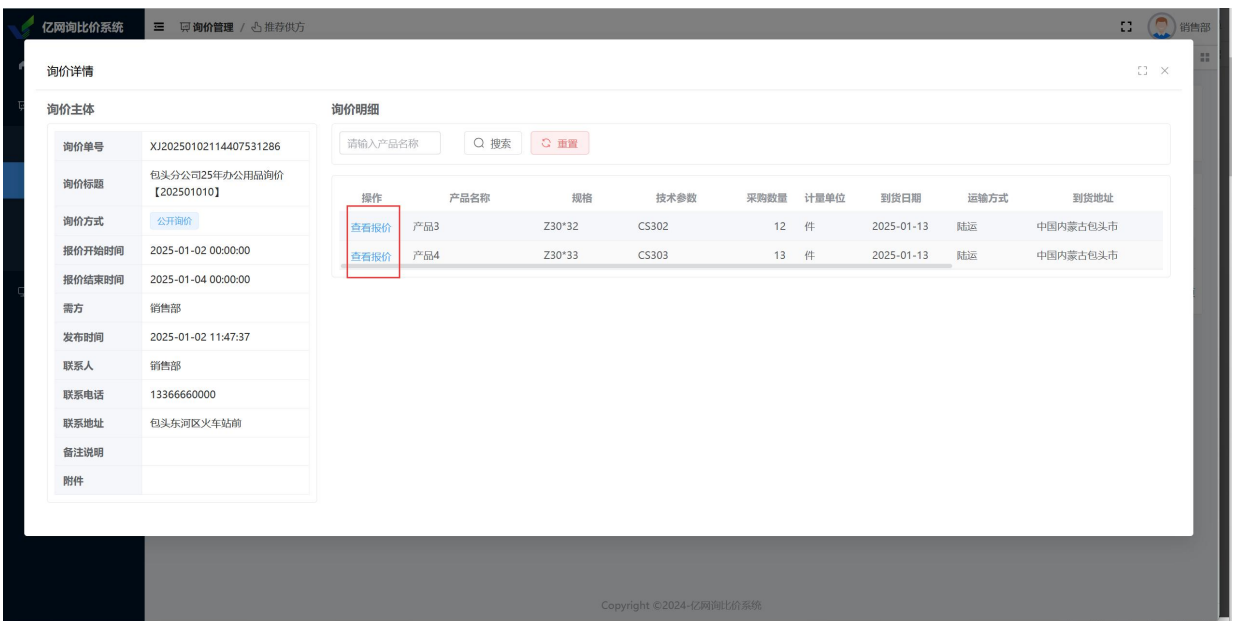 亿网询比价系统
询价管理 / 推荐供方
销售部
询价详情
询价主体
询价单号 XJ20250102114407531286
询价标题 包头分公司25年办公用品询价
【202501010】
询价方式 公开询价
报价开始时间 2025-01-02 00:00:00
报价结束时间 2025-01-04 00:00:00
需方 销售部
发布时间 2025-01-02 11:47:37
联系人 销售部
联系电话 13366660000
联系地址 包头东河区火车站前
备注说明
附件
询价明细
请输入产品名称 搜索 重置
操作 产品名称 规格 技术参数 采购数量 计量单位 到货日期 运输方式 到货地址
查看报价 产品3 Z30*32 CS302 12 件 2025-01-13 陆运 中国内蒙古包头市
查看报价 产品4 Z30*33 CS303 13 件 2025-01-13 陆运 中国内蒙古包头市
Copyright ©2024-亿网询比价系统